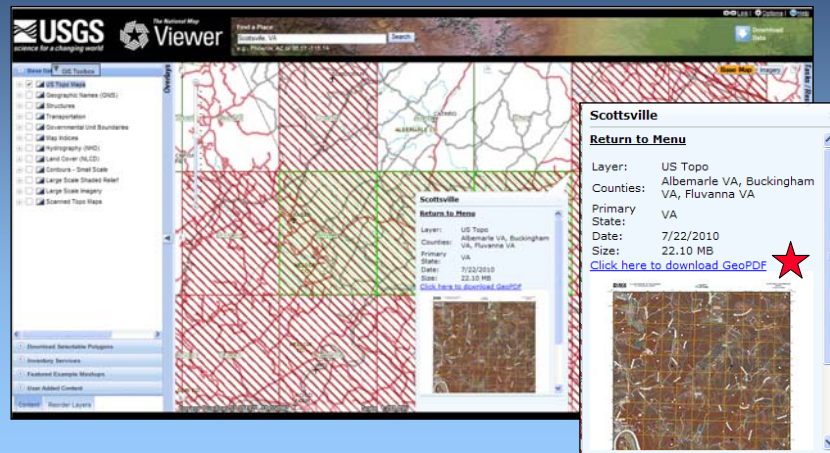 USGS
science for a changing world
The National Map
Viewer
Find a Place
Scottsville, VA
Search
e.g., Phoenix, AZ or
Link
Options
Help
Download
Data
GIS Toolbox
US Topo Maps
Geographic Names (GNIS)
Structures
Transportation
Governmental Unit Boundaries
Map Indices
Hydrography (NHD)
Land Cover (NLCD)
Contours - Small Scale
Large Scale Shaded Relief
Large Scale Imagery
Scanned Topo Maps
Download Selectable Polygons
Inventory Services
Featured Example Mashups
User Added Content
Content
Reorder Layers
Overlays
Base Map
Imagery
ALBEMARLE CO
Scottsville
Return to Menu
Layer: US Topo
Counties: Albemarle VA, Buckingham
VA, Fluvanna VA
Primary
State: VA
Date: 7/22/2010
Size: 22.10 MB
Click here to download GeoPDF
Scottsville
Return to Menu
Layer: US Topo
Counties: Albemarle VA, Buckingham
VA, Fluvanna VA
Primary
State: VA
Date: 7/22/2010
Size: 22.10 MB
Click here to download GeoPDF